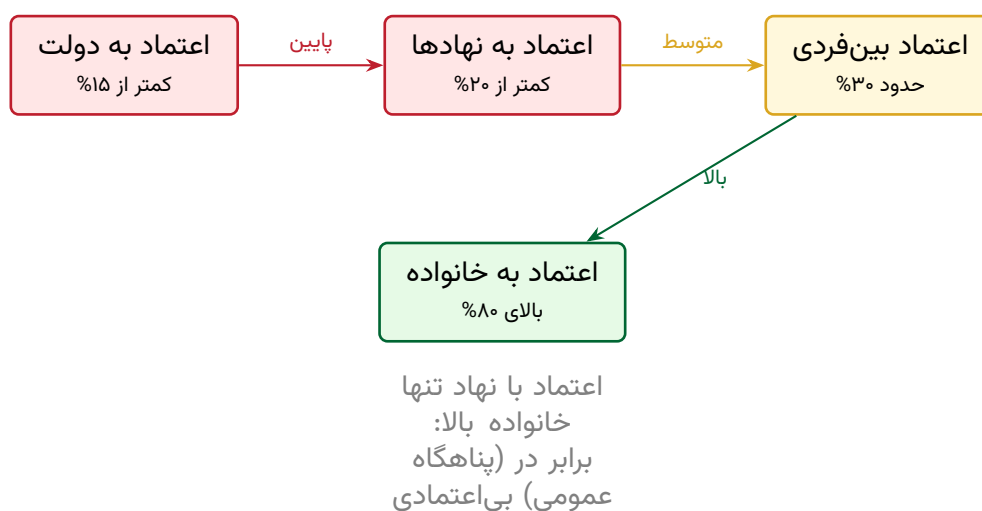 اعتماد به دولت
کمتر از ۱۵%
پایین
اعتماد به نهادها
کمتر از ۲۰%
متوسط
اعتماد بین‌فردی
حدود ۳۰%
بالا
اعتماد به خانواده
بالای ۸۰%
اعتماد با نهاد تنها
خانواده بالا:
برابر در (پناهگاه
عمومی) بی‌اعتمادی